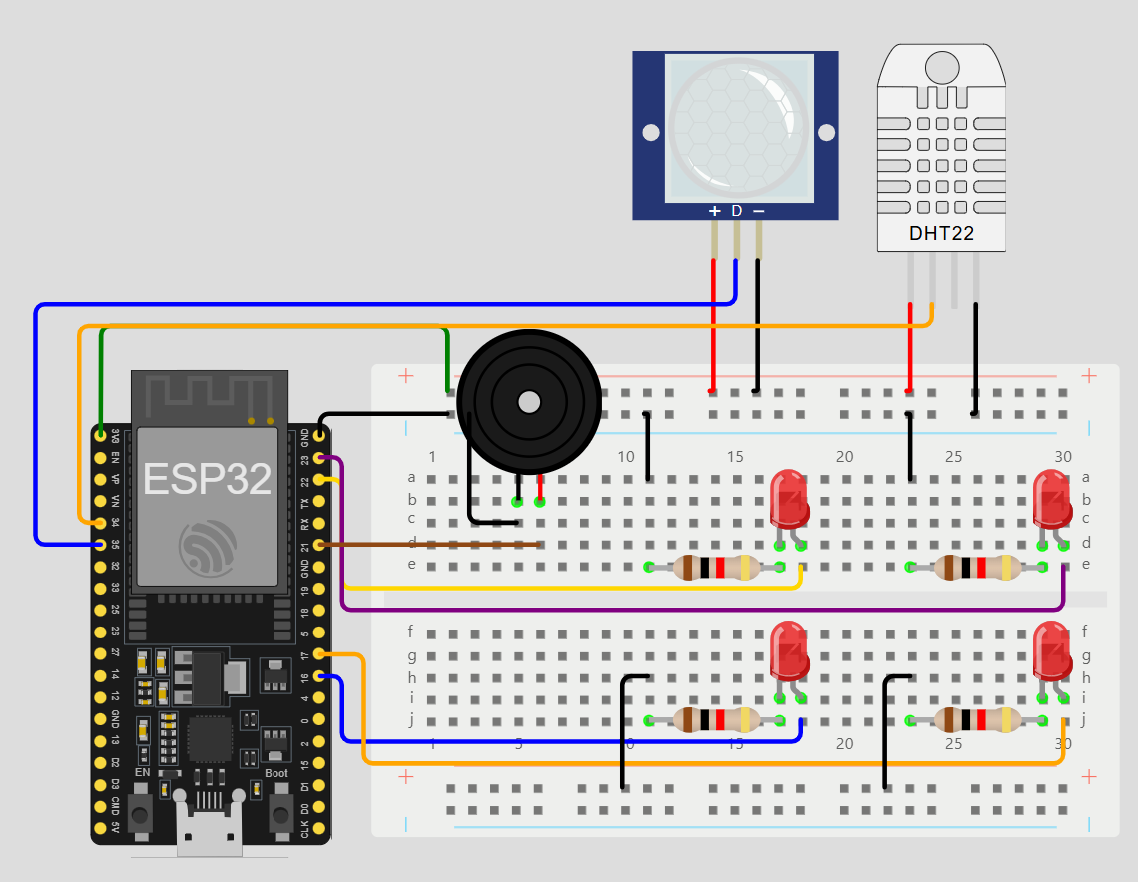 + D −
DHT22
ESP32
3V3
EN
VP
VN
34
35
32
33
25
26
27
14
12
GND
13
D2
D3
CMD
5V
GND
23
22
TX
RX
21
GND
19
18
5
17
16
4
0
2
15
D1
D0
CLK
EN
Boot
+ +
1 10 15 20 25 30
a a
b b
c c
d d
e e
f f
g g
h h
i i
j j
1 5 10 15 20 25 30
+ +